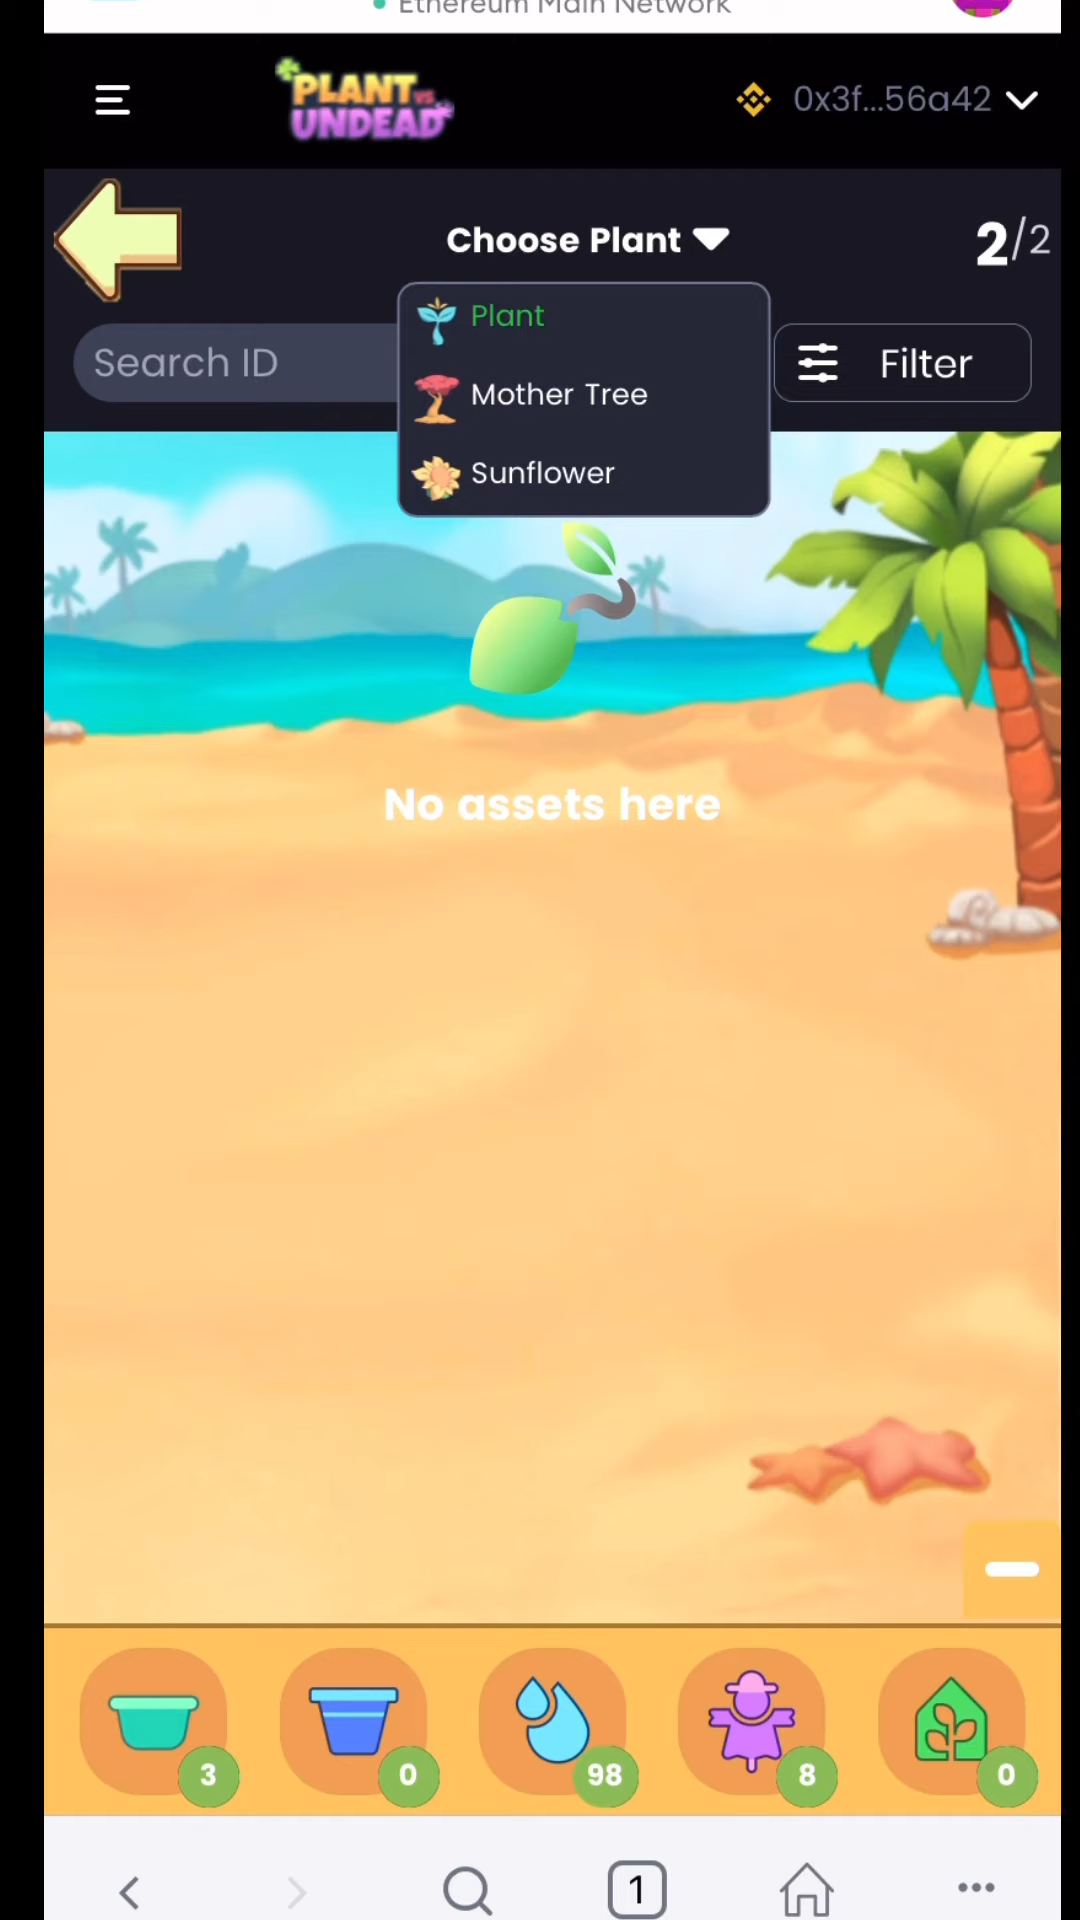 Ethereum Main Network
PLANT VS UNDEAD
0x3f...56a42
Choose Plant
2/2
Plant
Search ID
Filter
Mother Tree
Sunflower
No assets here
3
0
98
8
0
1